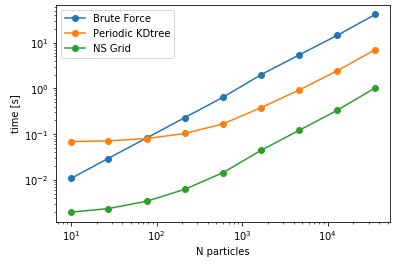 Brute Force
Periodic KDtree
NS Grid
time [s]
10¹
10⁰
10⁻¹
10⁻²
10¹
10²
10³
10⁴
N particles